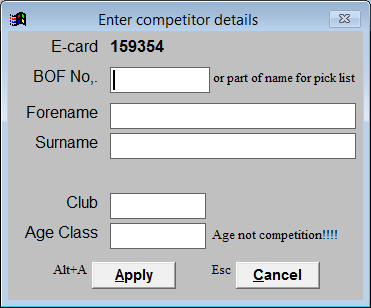 Enter competitor details
E-card 159354
BOF No,. or part of name for pick list
Forename
Surname
Club
Age Class Age not competition!!!!
Alt+A Apply Esc Cancel